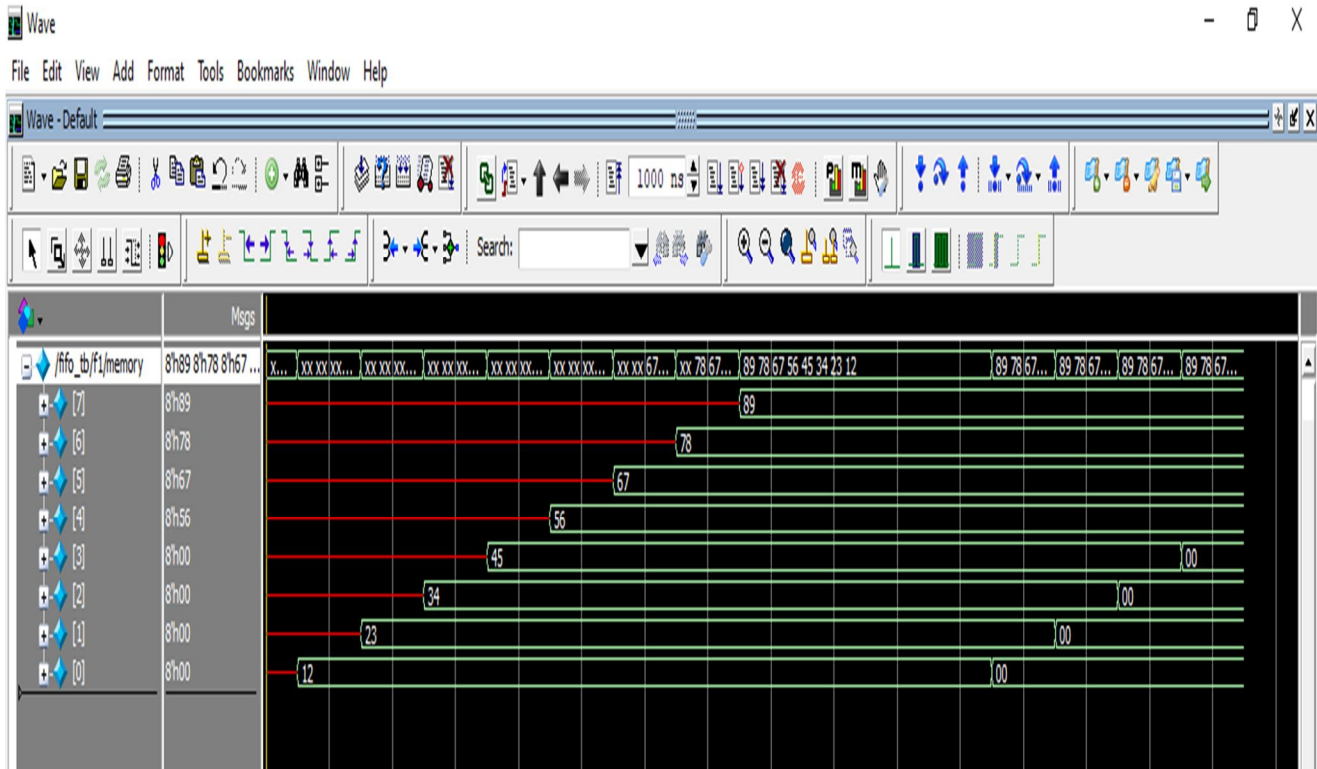 Wave
File Edit View Add Format Tools Bookmarks Window Help
Wave - Default
1000 ns
Search:
Msgs
/fifo_tb/f1/memory 8'h89 8'h78 8'h67 ... x... xx xx xx... xx xx xx... xx xx xx... xx xx xx... xx xx xx... xx xx 67... xx 78 67... 89 78 67 56 45 34 23 12 89 78 67... 89 78 67... 89 78 67... 89 78 67...
[7] 8'h89 89
[6] 8'h78 78
[5] 8'h67 67
[4] 8'h56 56
[3] 8'h00 45 00
[2] 8'h00 34 00
[1] 8'h00 23 00
[0] 8'h00 12 00